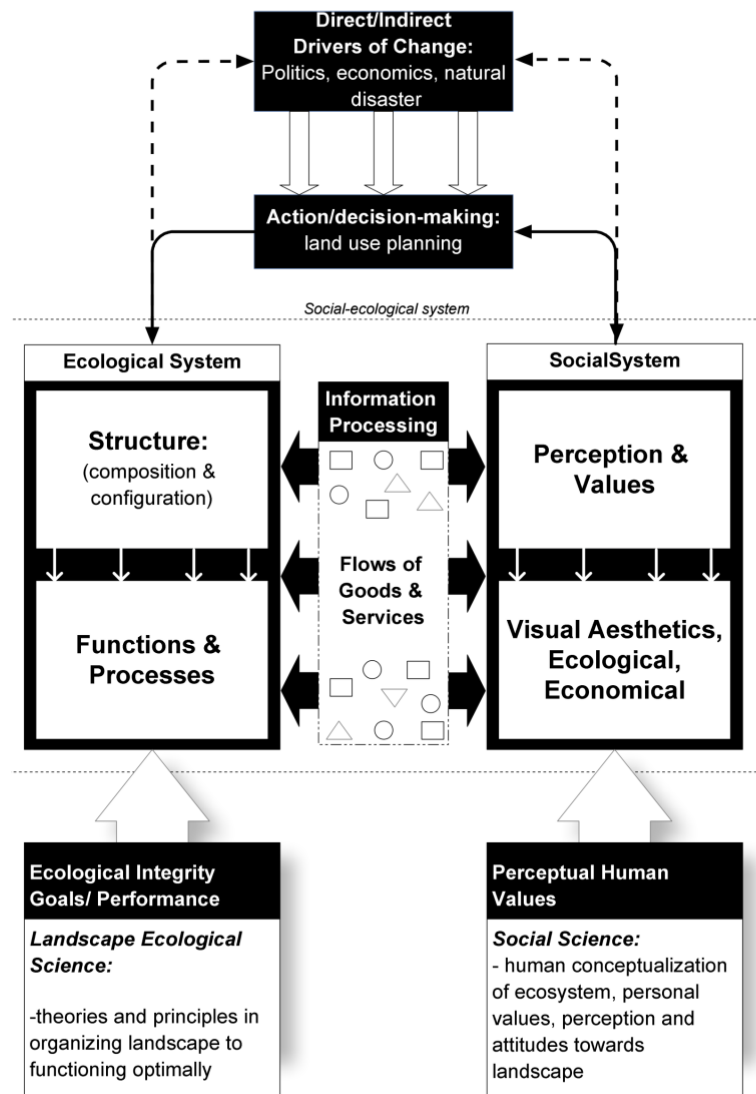 Direct/Indirect
Drivers of Change:
Politics, economics, natural
disaster
Action/decision-making:
land use planning
Social-ecological system
Ecological System
Structure:
(composition &
configuration)
Functions &
Processes
Information
Processing
Flows of
Goods &
Services
SocialSystem
Perception &
Values
Visual Aesthetics,
Ecological,
Economical
Ecological Integrity
Goals/ Performance
Landscape Ecological
Science:
-theories and principles in
organizing landscape to
functioning optimally
Perceptual Human
Values
Social Science:
- human conceptualization
of ecosystem, personal
values, perception and
attitudes towards
landscape